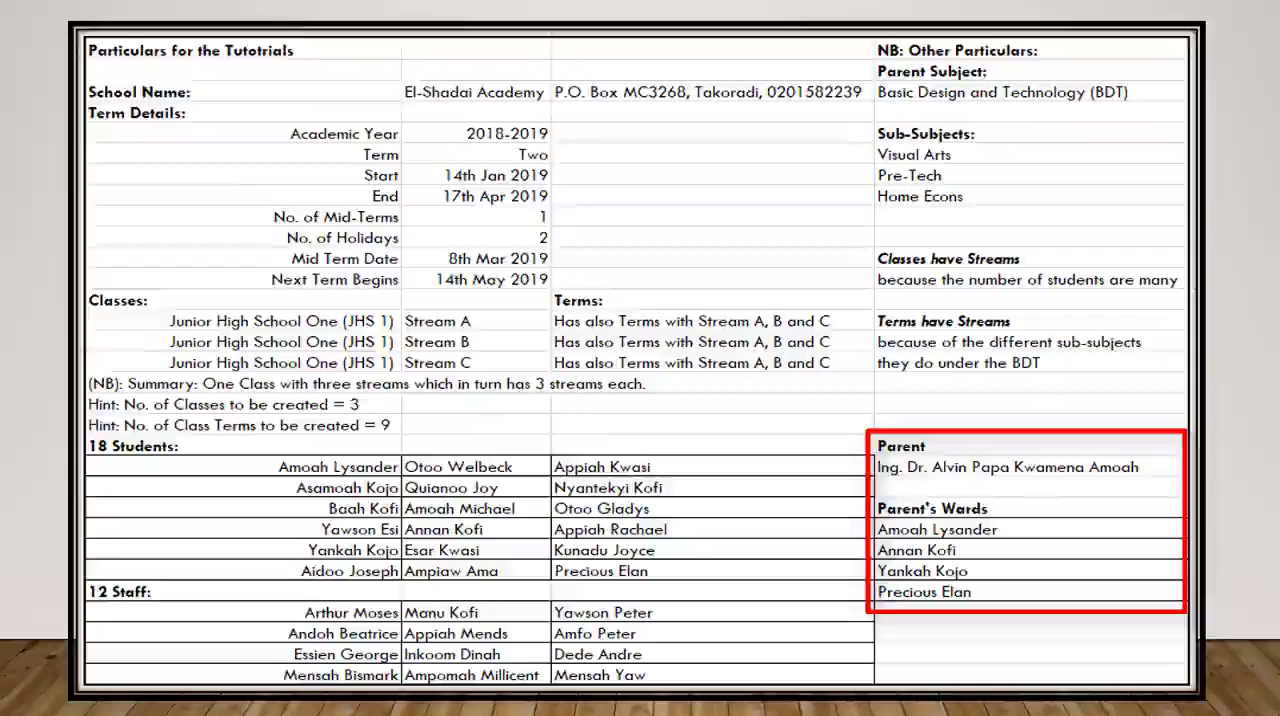 Particulars for the Tutotrials
NB: Other Particulars:
Parent Subject:
School Name: El-Shadai Academy P.O. Box MC3268, Takoradi, 0201582239 Basic Design and Technology (BDT)
Term Details:
Academic Year 2018-2019 Sub-Subjects:
Term Two Visual Arts
Start 14th Jan 2019 Pre-Tech
End 17th Apr 2019 Home Econs
No. of Mid-Terms 1
No. of Holidays 2
Mid Term Date 8th Mar 2019 Classes have Streams
Next Term Begins 14th May 2019 because the number of students are many
Classes: Terms:
Junior High School One (JHS 1) Stream A Has also Terms with Stream A, B and C Terms have Streams
Junior High School One (JHS 1) Stream B Has also Terms with Stream A, B and C because of the different sub-subjects
Junior High School One (JHS 1) Stream C Has also Terms with Stream A, B and C they do under the BDT
(NB): Summary: One Class with three streams which in turn has 3 streams each.
Hint: No. of Classes to be created = 3
Hint: No. of Class Terms to be created = 9
18 Students: Parent
Amoah Lysander Otoo Welbeck Appiah Kwasi Ing. Dr. Alvin Papa Kwamena Amoah
Asamoah Kojo Quianoo Joy Nyantekyi Kofi
Baah Kofi Amoah Michael Otoo Gladys Parent's Wards
Yawson Esi Annan Kofi Appiah Rachael Amoah Lysander
Yankah Kojo Esar Kwasi Kunadu Joyce Annan Kofi
Aidoo Joseph Ampiaw Ama Precious Elan Yankah Kojo
12 Staff: Precious Elan
Arthur Moses Manu Kofi Yawson Peter
Andoh Beatrice Appiah Mends Amfo Peter
Essien George Inkoom Dinah Dede Andre
Mensah Bismark Ampomah Millicent Mensah Yaw